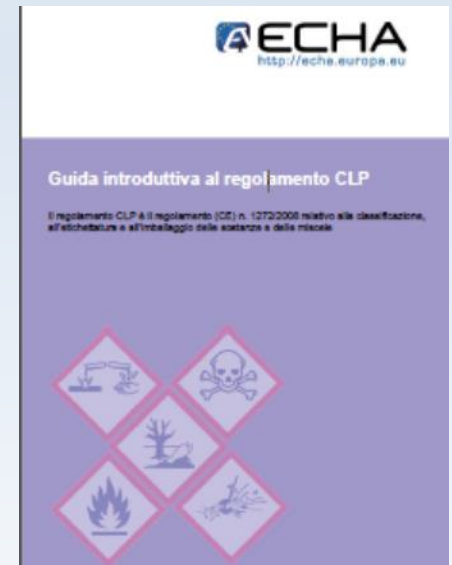 ECHA
http://echa.europa.eu
Guida introduttiva al regolamento CLP
Il regolamento CLP è il regolamento (CE) n. 1272/2008 relativo alla classificazione,
all'etichettatura e all'imballaggio delle sostanze e delle miscele